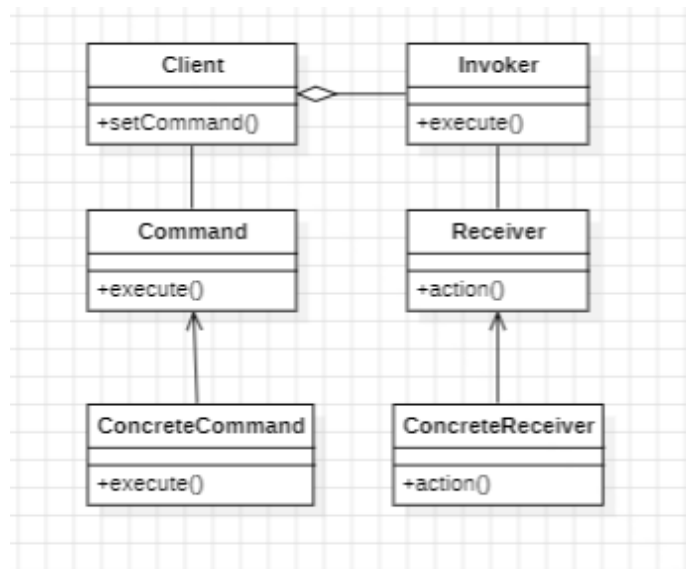 Client
+setCommand()
Invoker
+execute()
Command
+execute()
Receiver
+action()
ConcreteCommand
+execute()
ConcreteReceiver
+action()